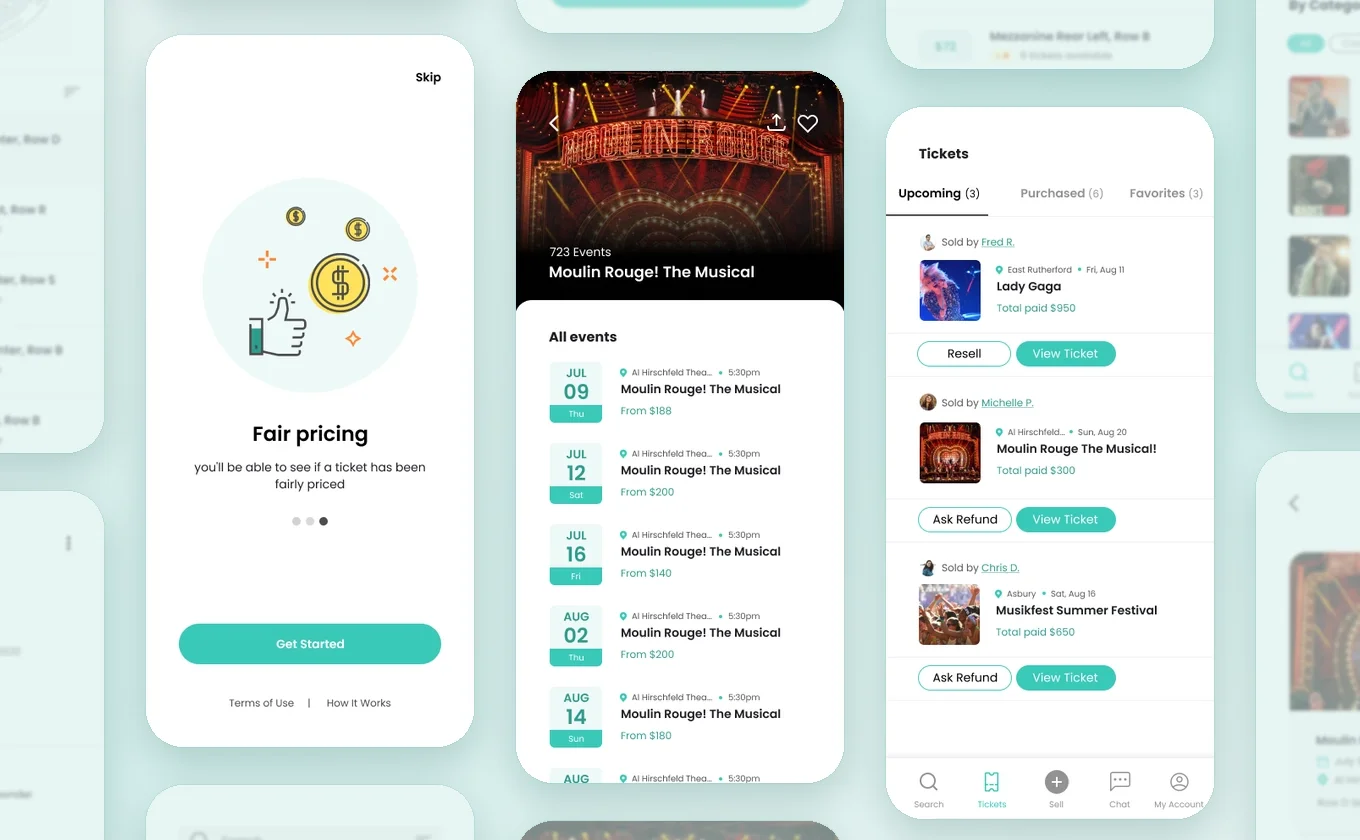 Skip
Fair pricing
you'll be able to see if a ticket has been
fairly priced
Get Started
Terms of Use | How It Works
MOULIN ROUGE
723 Events
Moulin Rouge! The Musical
All events
JUL
09
Thu
Al Hirschfeld Thea... • 5:30pm
Moulin Rouge! The Musical
From $188
JUL
12
Sat
Al Hirschfeld Thea... • 5:30pm
Moulin Rouge! The Musical
From $200
JUL
16
Fri
Al Hirschfeld Thea... • 5:30pm
Moulin Rouge! The Musical
From $140
AUG
02
Thu
Al Hirschfeld Thea... • 5:30pm
Moulin Rouge! The Musical
From $200
AUG
14
Sun
Al Hirschfeld Thea... • 5:30pm
Moulin Rouge! The Musical
From $180
AUG
Al Hirschfeld Thea... • 5:30pm
$72
Mezzanine Rear Left, Row B
Tickets
Upcoming (3) Purchased (6) Favorites (3)
Sold by Fred R.
East Rutherford • Fri, Aug 11
Lady Gaga
Total paid $950
Resell View Ticket
Sold by Michelle P.
Al Hirschfeld... • Sun, Aug 20
Moulin Rouge The Musical!
Total paid $300
Ask Refund View Ticket
Sold by Chris D.
Asbury • Sat, Aug 16
Musikfest Summer Festival
Total paid $650
Ask Refund View Ticket
Search Tickets Sell Chat My Account